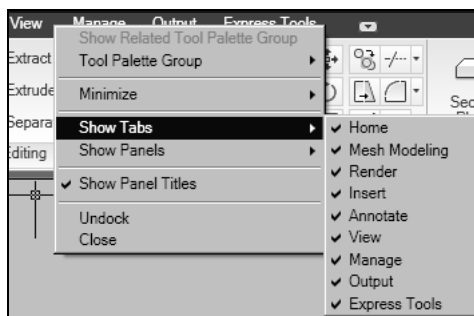 View Manage Output Express Tools
Show Related Tool Palette Group
Extract
Tool Palette Group
Extrude
Minimize
Separa
Show Tabs
Home
Editing
Show Panels
Mesh Modeling
Render
Show Panel Titles
Insert
Annotate
Undock
View
Close
Manage
Output
Express Tools